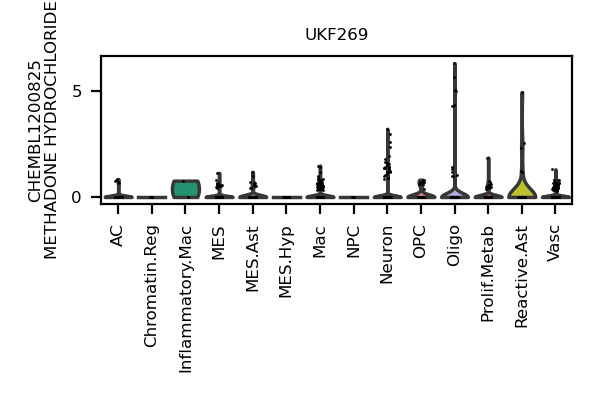 UKF269
CHEMBL1200825
METHADONE HYDROCHLORIDE
5
0
AC
Chromatin.Reg
Inflammatory.Mac
MES
MES.Ast
MES.Hyp
Mac
NPC
Neuron
OPC
Oligo
Prolif.Metab
Reactive.Ast
Vasc